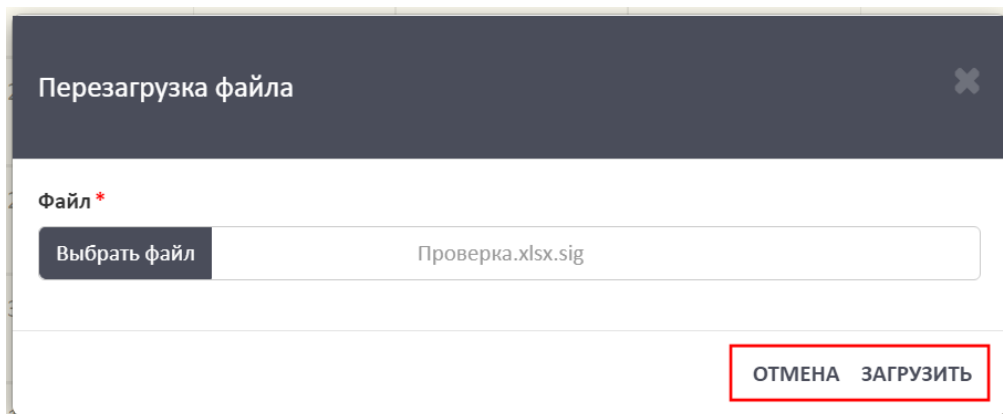 Перезагрузка файла
Файл *
Выбрать файл Проверка.xlsx.sig
ОТМЕНА ЗАГРУЗИТЬ